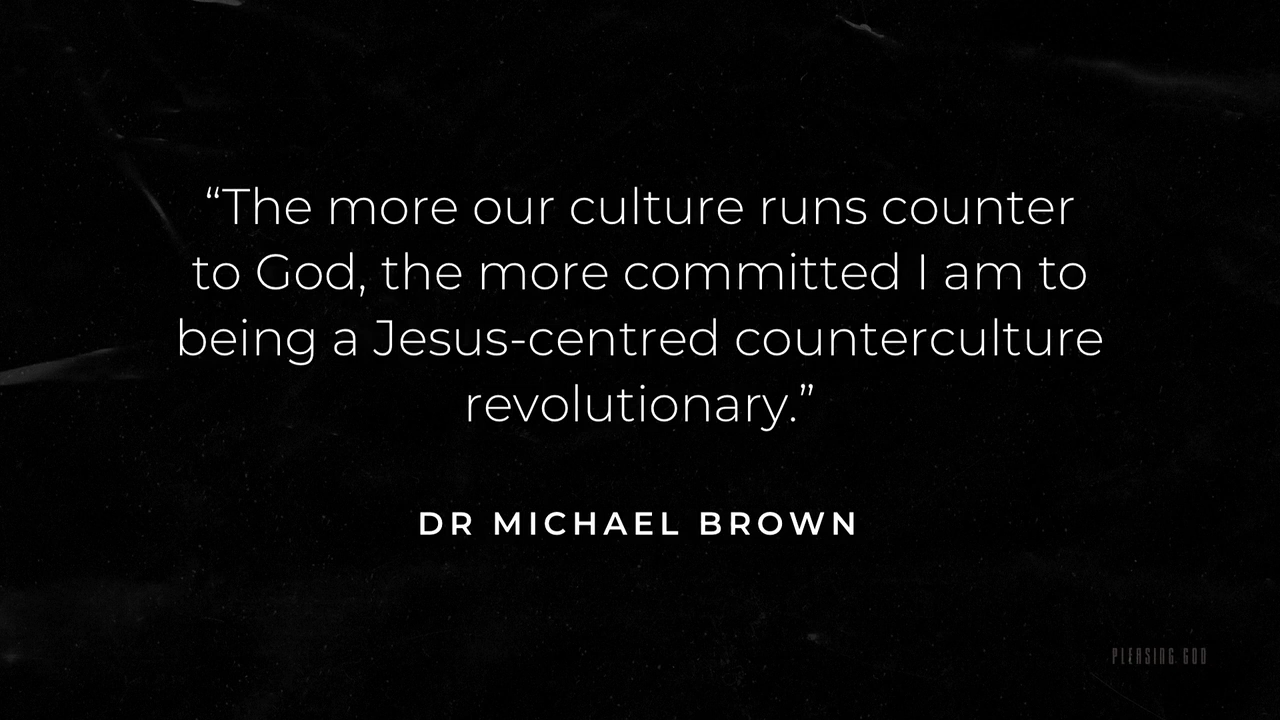 “The more our culture runs counter
to God, the more committed I am to
being a Jesus-centred counterculture
revolutionary.”
DR MICHAEL BROWN
PLEASING GOD